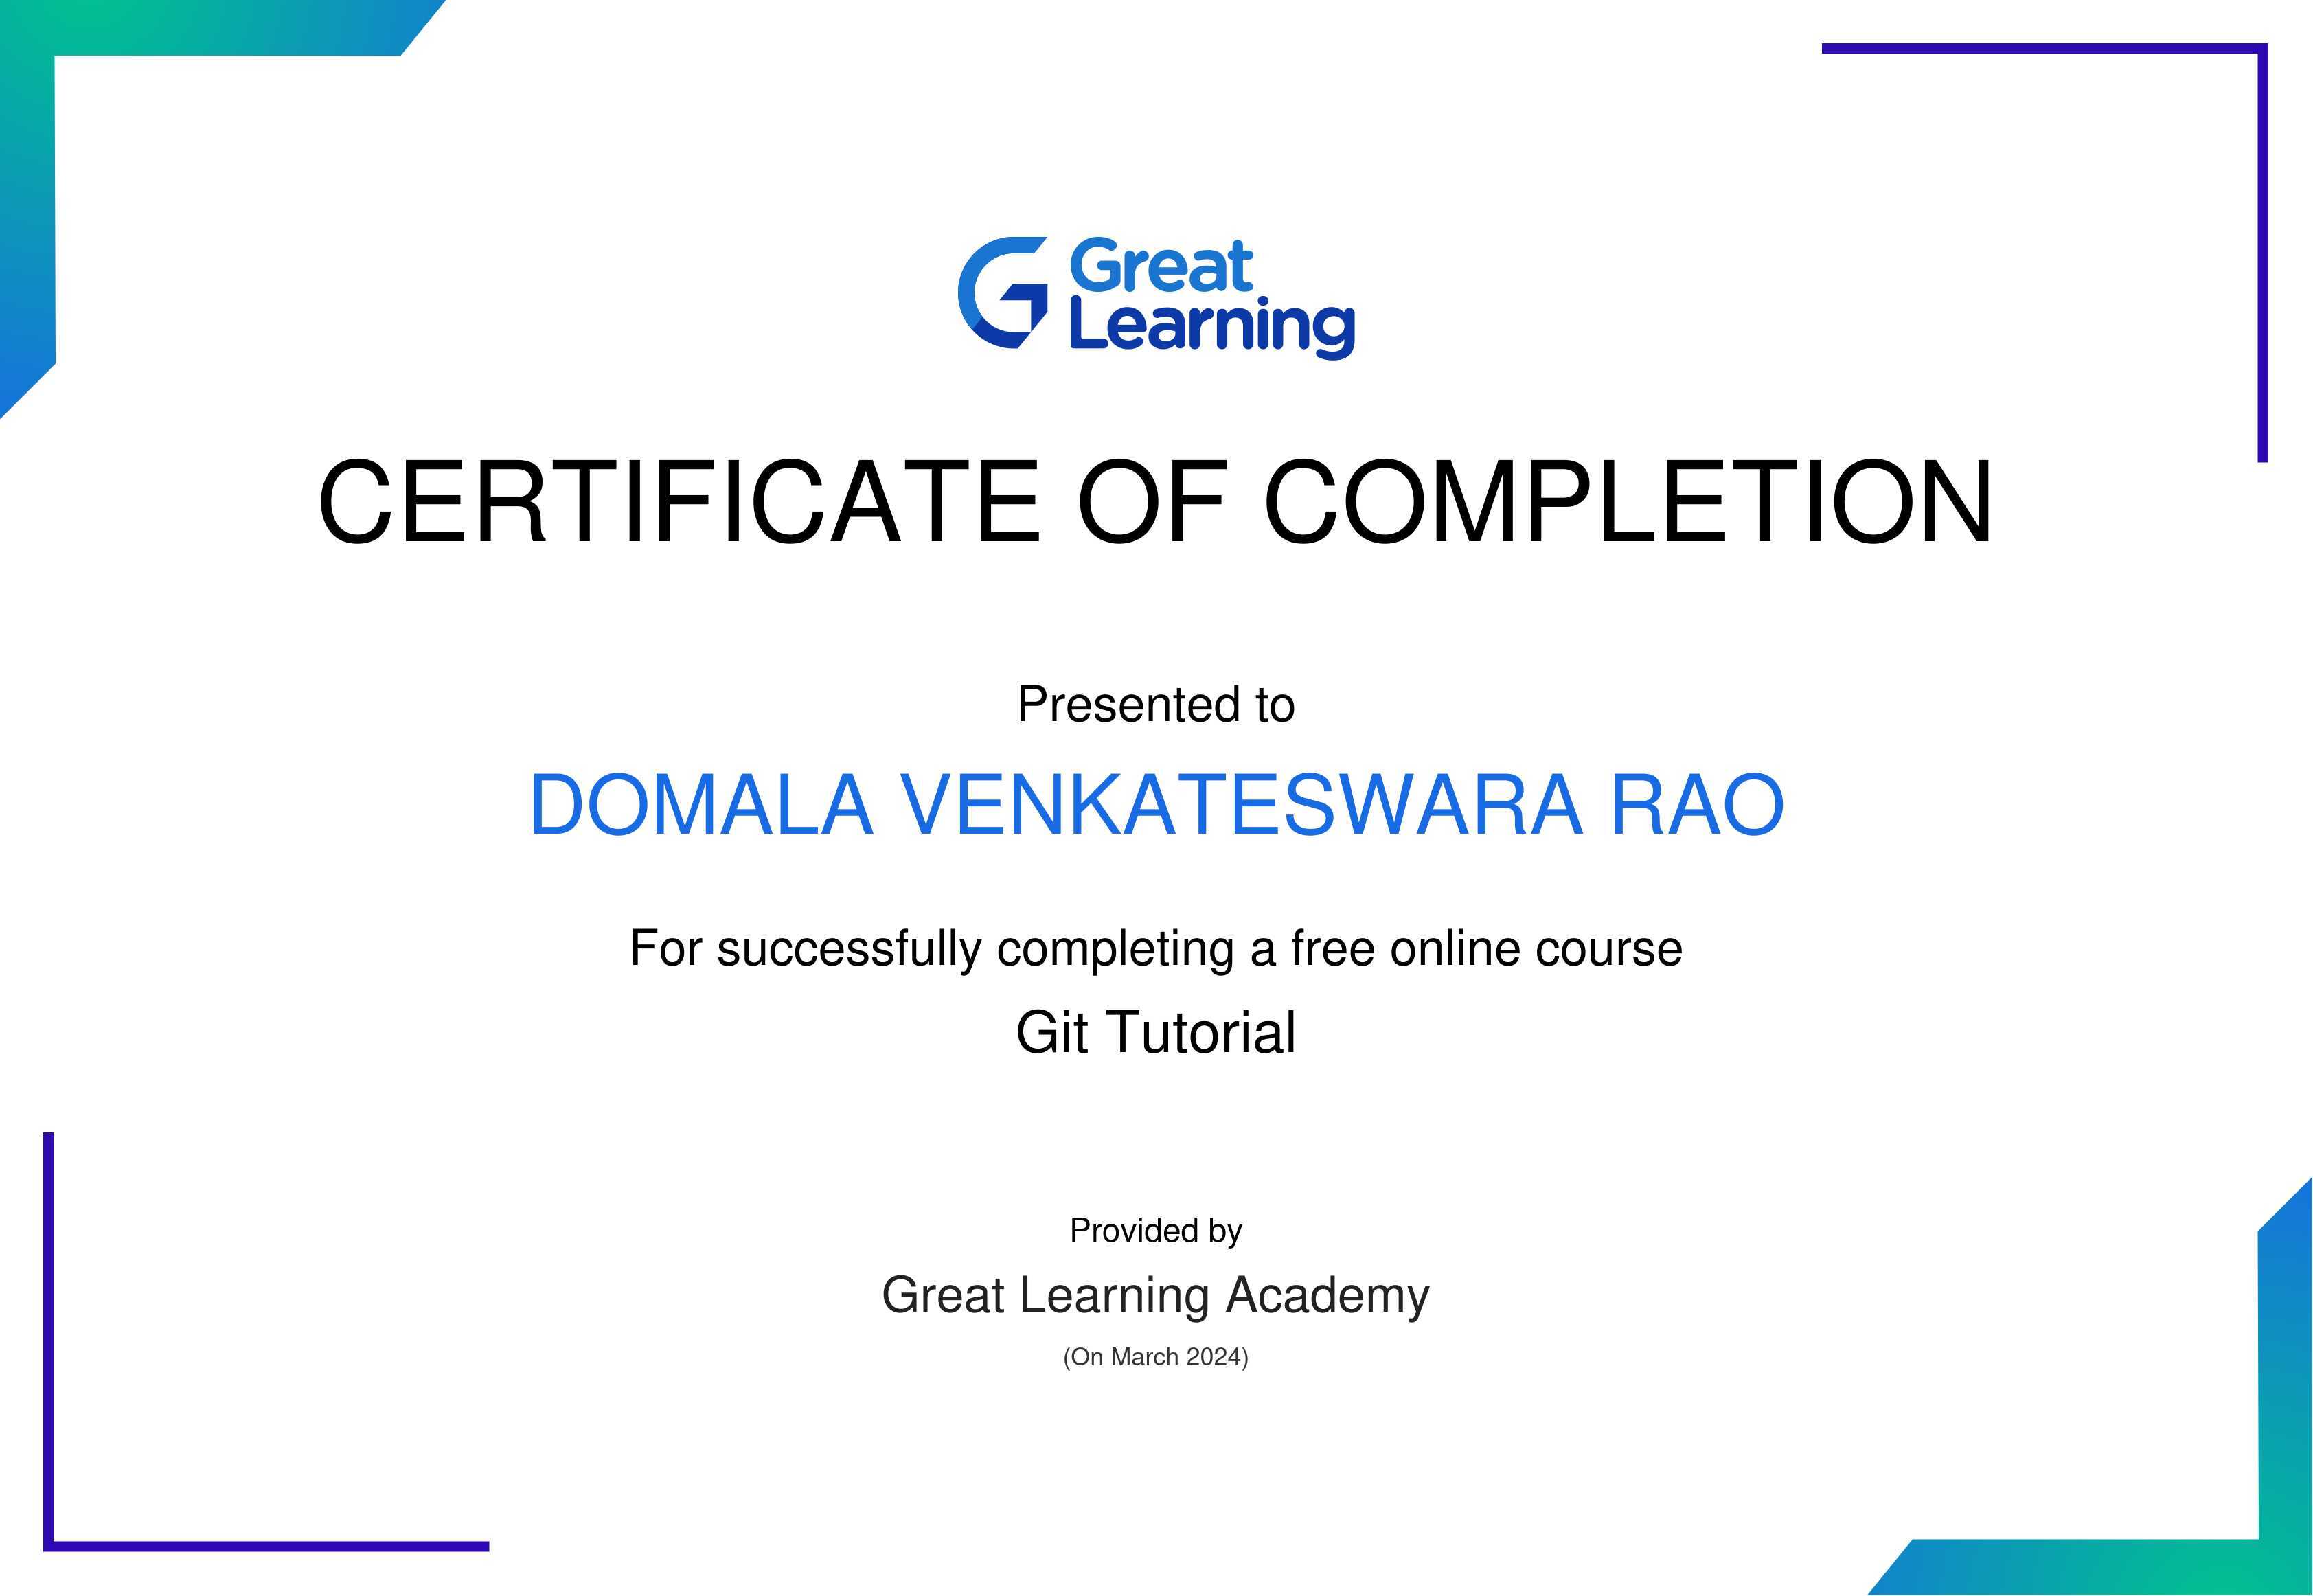 Great
Learning
CERTIFICATE OF COMPLETION
Presented to
DOMALA VENKATESWARA RAO
For successfully completing a free online course
Git Tutorial
Provided by
Great Learning Academy
(On March 2024)